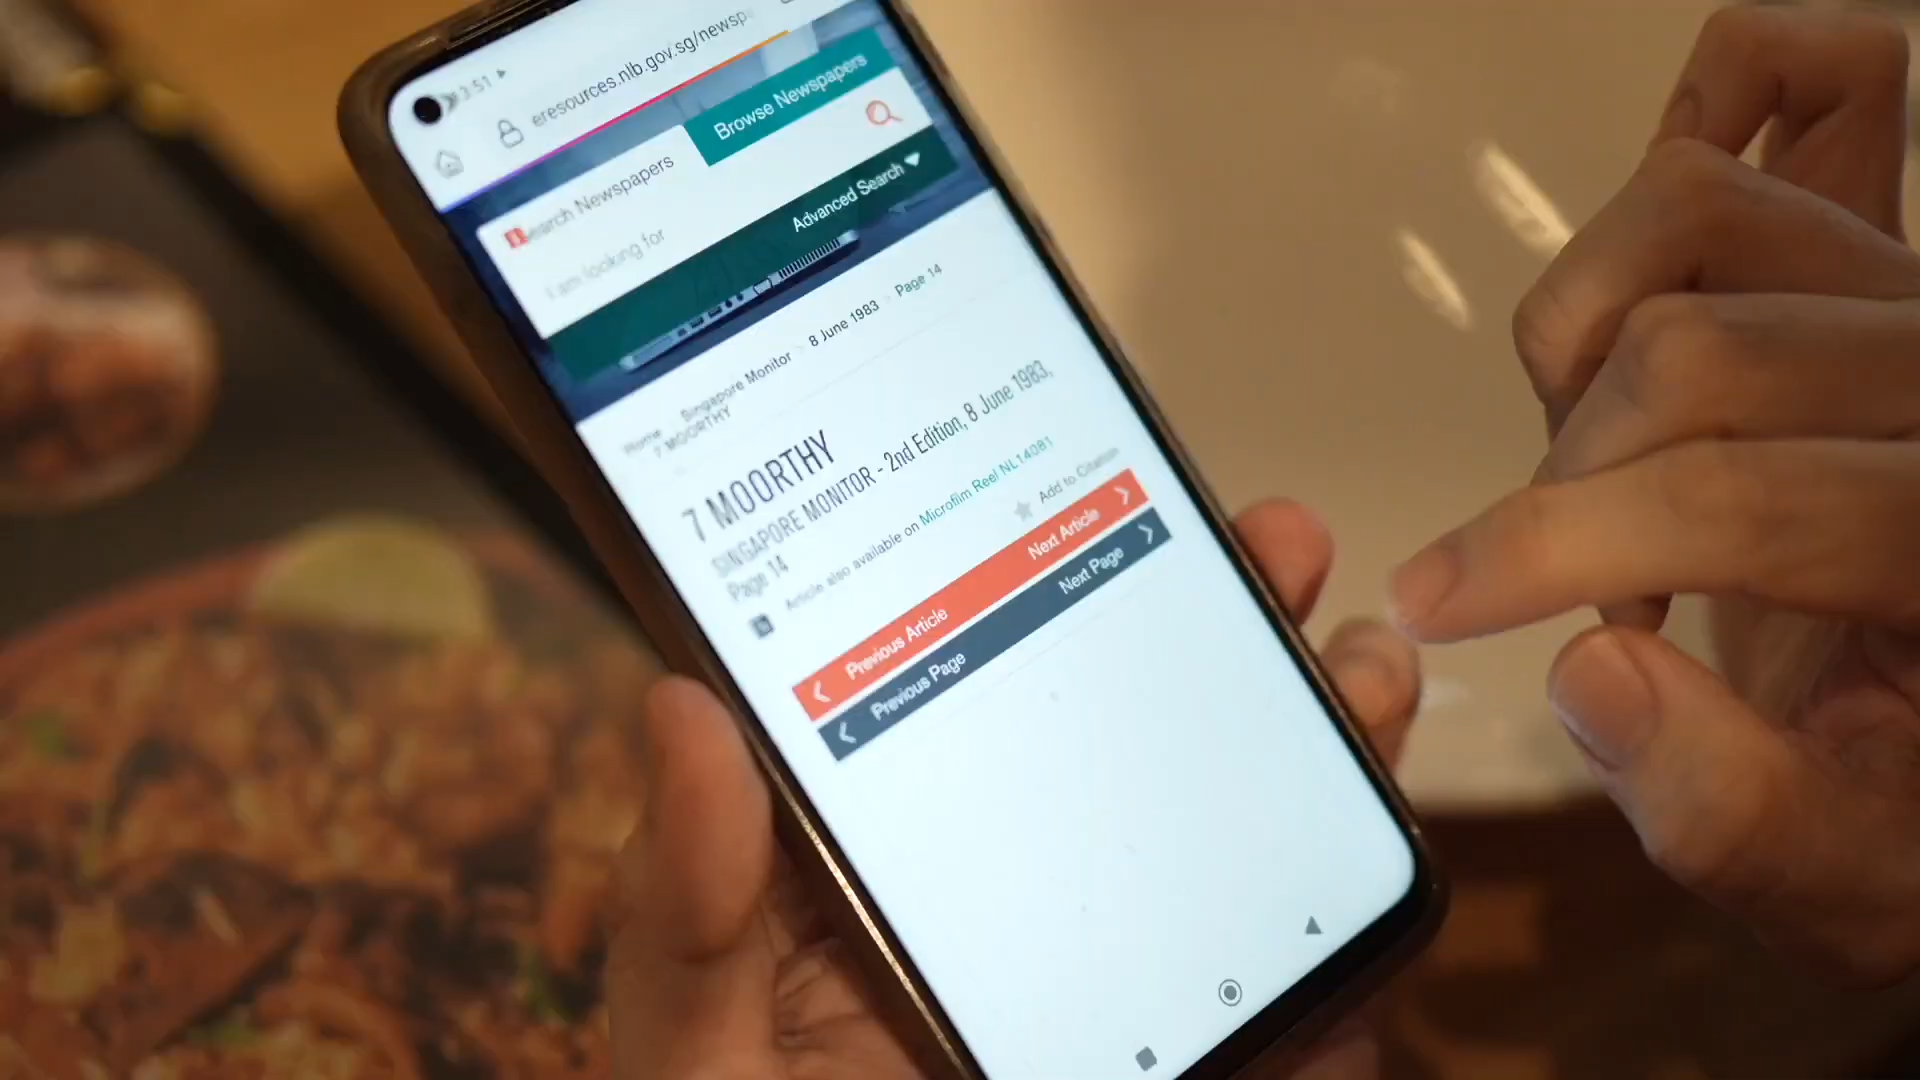 3:51
eresources.nlb.gov.sg/newsp
Search Newspapers
Browse Newspapers
I am looking for
Advanced Search
Home Singapore Monitor 8 June 1983 Page 14
7 MOORTHY
7 MOORTHY
SINGAPORE MONITOR - 2nd Edition, 8 June 1983,
Page 14
Article also available on Microfilm Reel NL14081
Add to Citation
Previous Article Next Article
Previous Page Next Page